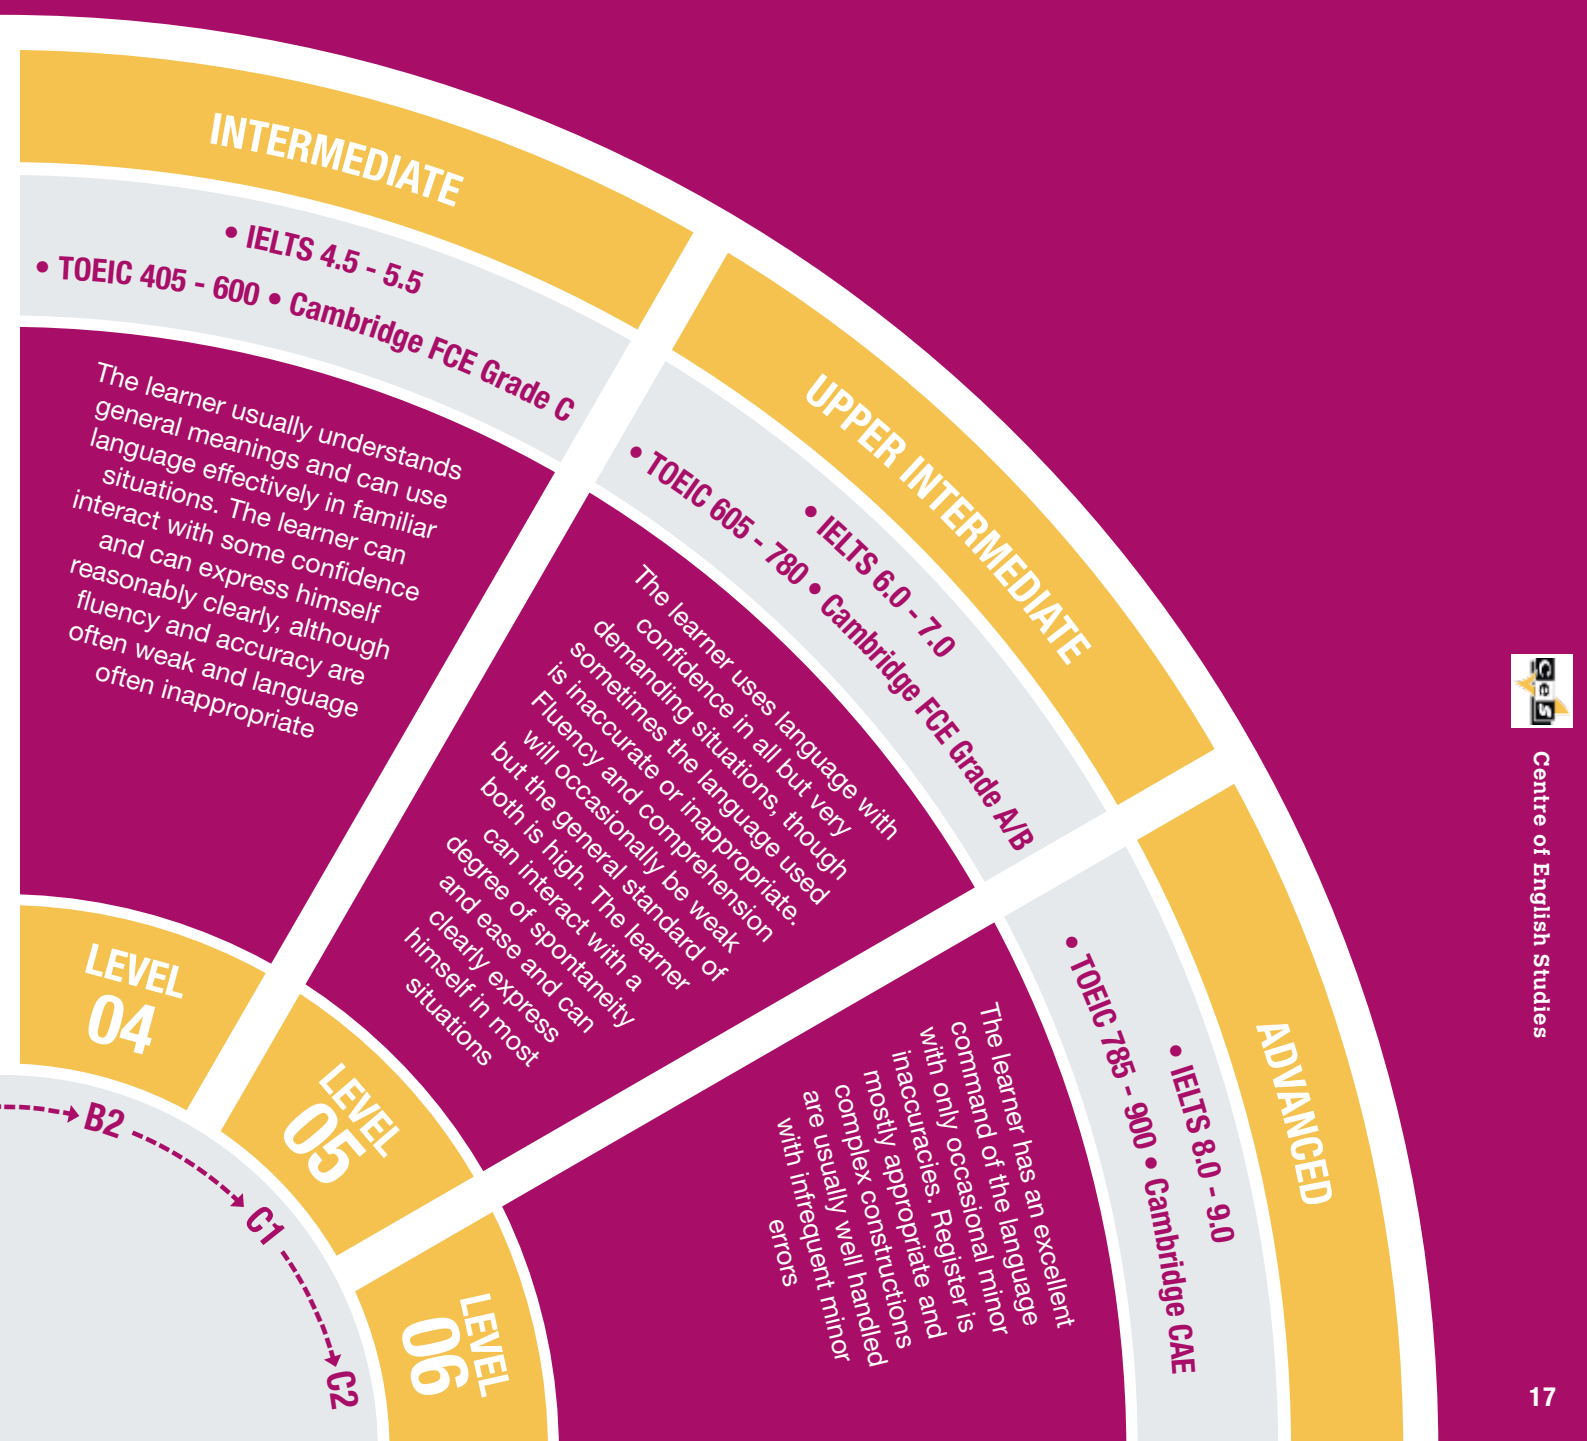 INTERMEDIATE
• IELTS 4.5 - 5.5
• TOEIC 405 - 600 • Cambridge FCE Grade C
The learner usually understands
general meanings and can use
language effectively in familiar
situations. The learner can
interact with some confidence
and can express himself
reasonably clearly, although
fluency and accuracy are
often weak and language
often inappropriate
LEVEL
04
UPPER INTERMEDIATE
• IELTS 6.0 - 7.0
• TOEIC 605 - 780 • Cambridge FCE Grade A/B
The learner uses language with
confidence in all but very
demanding situations, though
sometimes the language used
is inaccurate or inappropriate.
Fluency and comprehension
will occasionally be weak
but the general standard of
both is high. The learner
can interact with a
degree of spontaneity
and ease and can
clearly express
himself in most
situations
LEVEL
05
ADVANCED
• IELTS 8.0 - 9.0
• TOEIC 785 - 900 • Cambridge CAE
The learner has an excellent
command of the language
with only occasional minor
inaccuracies. Register is
mostly appropriate and
complex constructions
are usually well handled
with infrequent minor
errors
LEVEL
06
B2
C1
C2
ces
Centre of English Studies
17